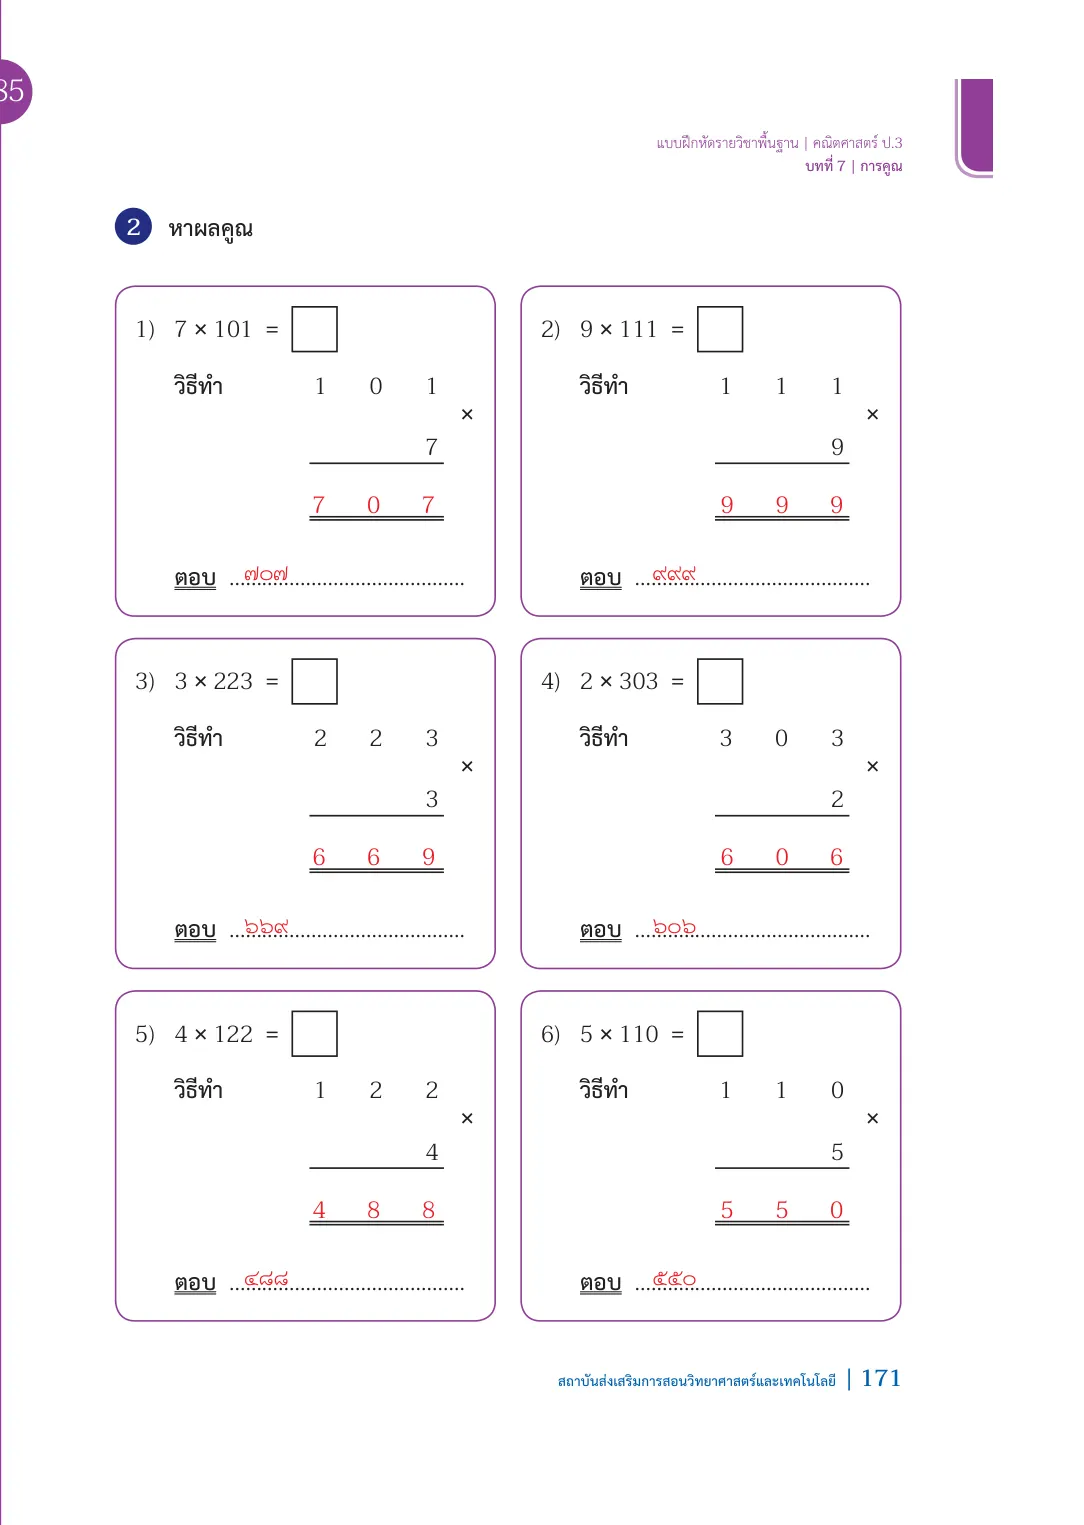 85
แบบฝึกหัดรายวิชาพื้นฐาน | คณิตศาสตร์ ป.3
บทที่ 7 | การคูณ
2 หาผลคูณ
1) 7 × 101 =
วิธีทำ 1 0 1
×
7
7 0 7
ตอบ ๗๐๗
2) 9 × 111 =
วิธีทำ 1 1 1
×
9
9 9 9
ตอบ ๙๙๙
3) 3 × 223 =
วิธีทำ 2 2 3
×
3
6 6 9
ตอบ ๖๖๙
4) 2 × 303 =
วิธีทำ 3 0 3
×
2
6 0 6
ตอบ ๖๐๖
5) 4 × 122 =
วิธีทำ 1 2 2
×
4
4 8 8
ตอบ ๔๘๘
6) 5 × 110 =
วิธีทำ 1 1 0
×
5
5 5 0
ตอบ ๕๕๐
สถาบันส่งเสริมการสอนวิทยาศาสตร์และเทคโนโลยี | 171